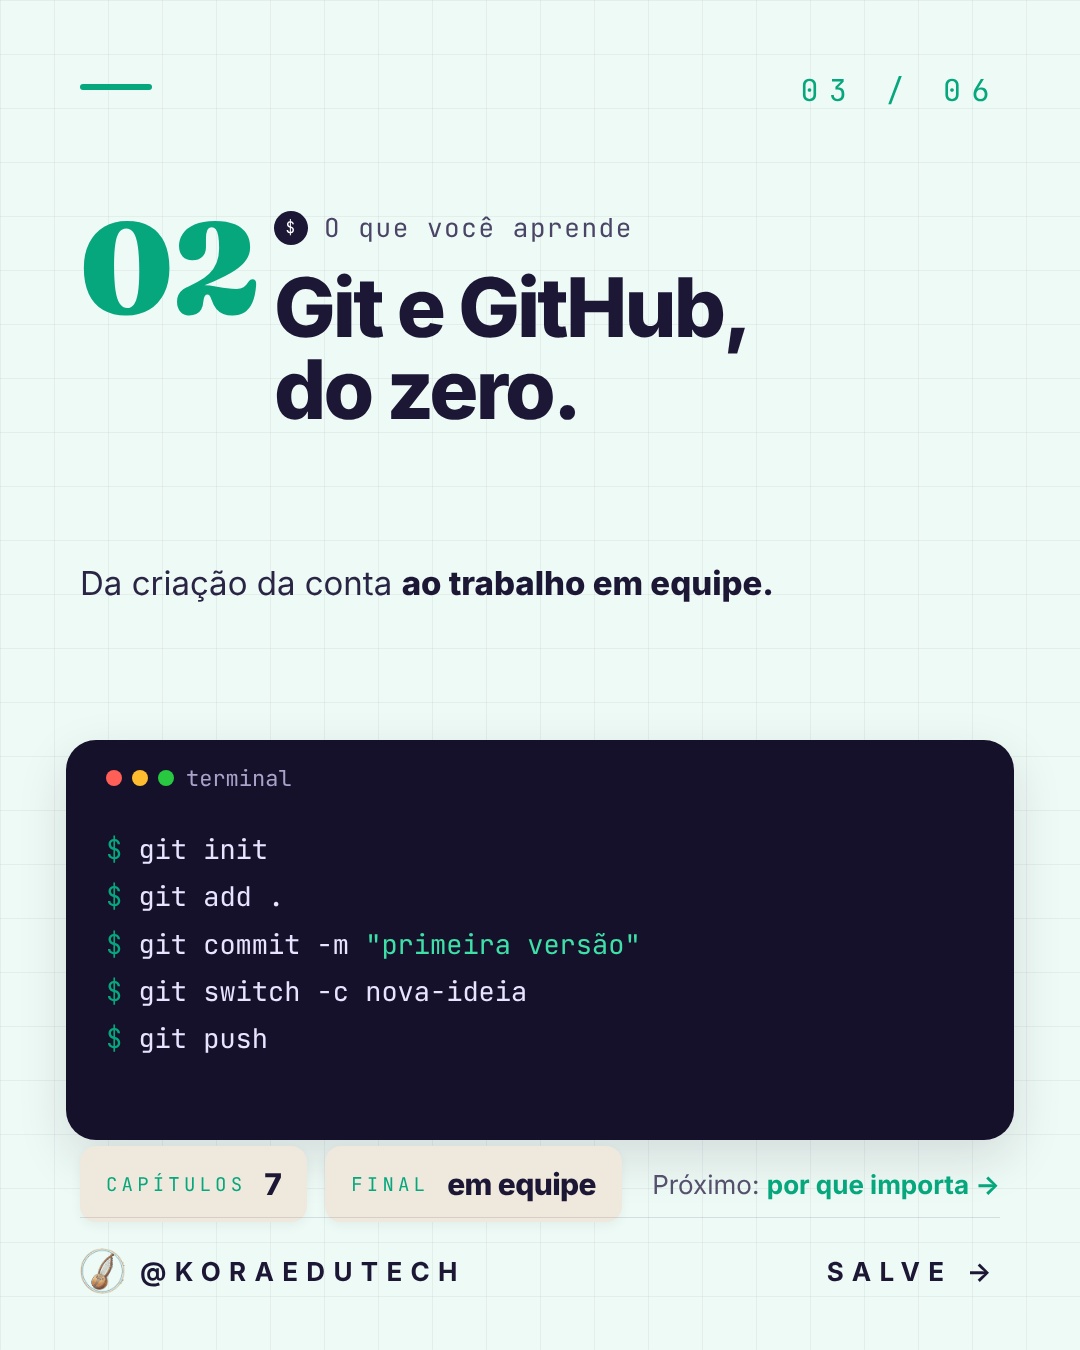 03 / 06
02
$ O que você aprende
Git e GitHub,
do zero.
Da criação da conta ao trabalho em equipe.
terminal
$ git init
$ git add .
$ git commit -m "primeira versão"
$ git switch -c nova-ideia
$ git push
CAPÍTULOS 7
FINAL em equipe
Próximo: por que importa →
@KORAEDUTECH
SALVE →